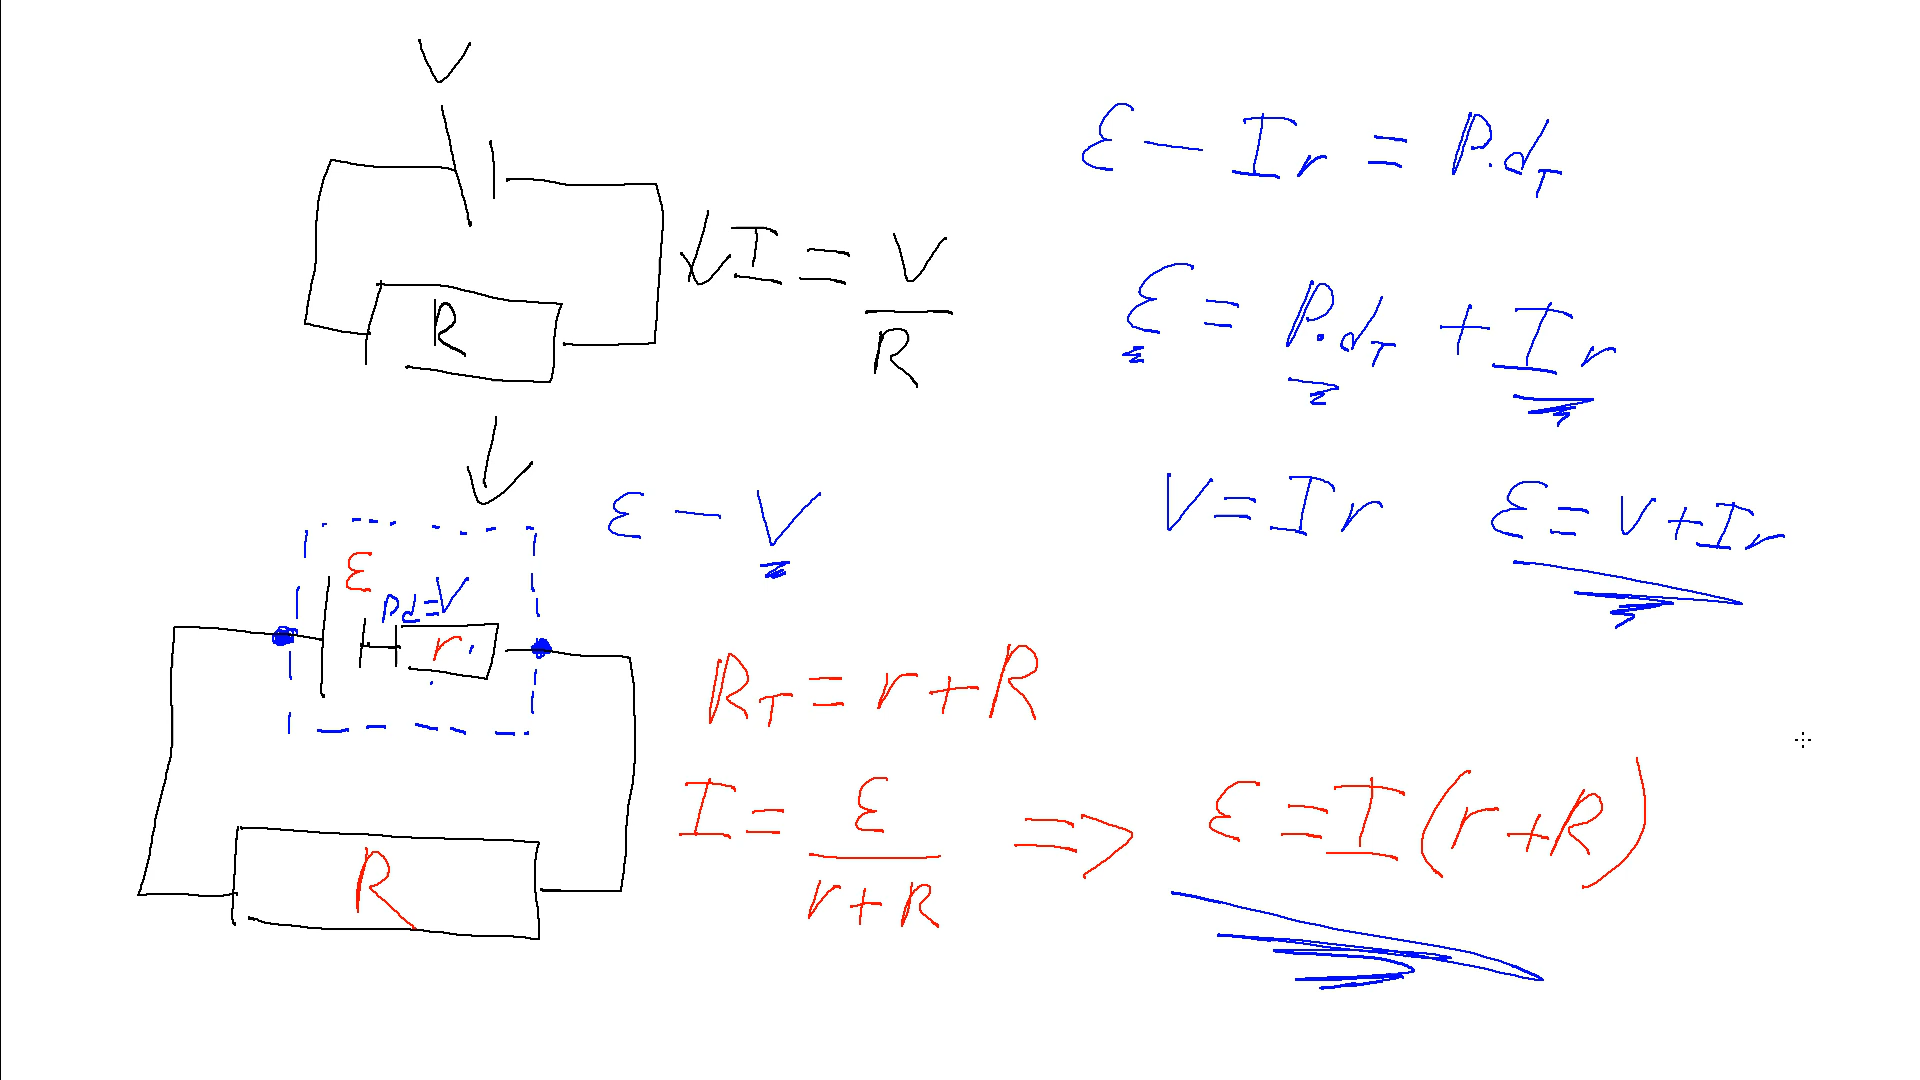 V
I = V/R
R
ε - Ir = P.d_T
ε = P.d_T + Ir
V = Ir
ε = V + Ir
ε - V
ε
Pd=V
r
R_T = r + R
I = ε/(r + R) => ε = I(r + R)
R